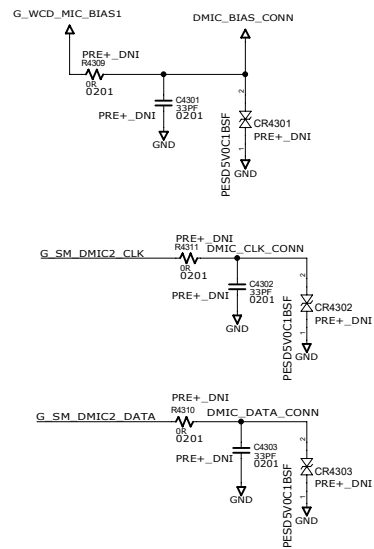 G_WCD_MIC_BIAS1
DMIC_BIAS_CONN
PRE+_DNI
R4309
0R
0201
C4301
33PF
0201
PRE+_DNI
GND
2
1
PESD5V0C1BSF
CR4301
PRE+_DNI
GND
PRE+_DNI
G_SM_DMIC2_CLK
R4311
DMIC_CLK_CONN
0R
0201
C4302
33PF
0201
PRE+_DNI
GND
2
1
PESD5V0C1BSF
CR4302
PRE+_DNI
GND
PRE+_DNI
G_SM_DMIC2_DATA
R4310
DMIC_DATA_CONN
0R
0201
C4303
33PF
0201
PRE+_DNI
GND
2
1
PESD5V0C1BSF
CR4303
PRE+_DNI
GND